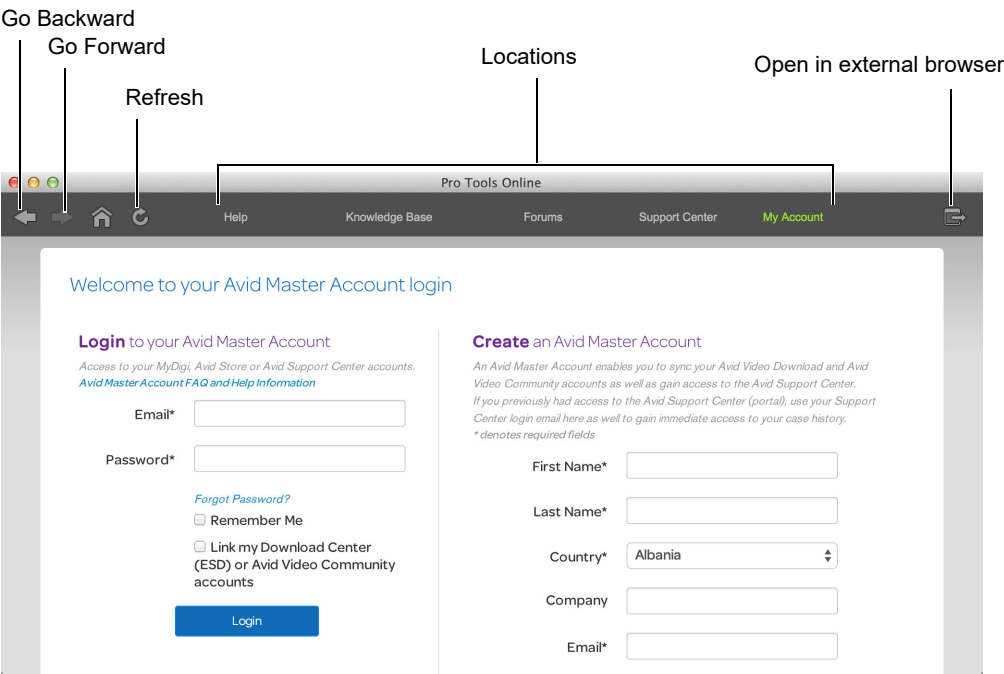 Go Backward
Go Forward
Refresh
Locations
Open in external browser
Pro Tools Online
Help
Knowledge Base
Forums
Support Center
My Account
Welcome to your Avid Master Account login
Login to your Avid Master Account
Access to your MyDigi, Avid Store or Avid Support Center accounts.
Avid Master Account FAQ and Help Information
Email*
Password*
Forgot Password?
Remember Me
Link my Download Center
(ESD) or Avid Video Community
accounts
Login
Create an Avid Master Account
An Avid Master Account enables you to sync your Avid Video Download and Avid
Video Community accounts as well as gain access to the Avid Support Center.
If you previously had access to the Avid Support Center (portal), use your Support
Center login email here as well to gain immediate access to your case history.
* denotes required fields
First Name*
Last Name*
Country*
Albania
Company
Email*